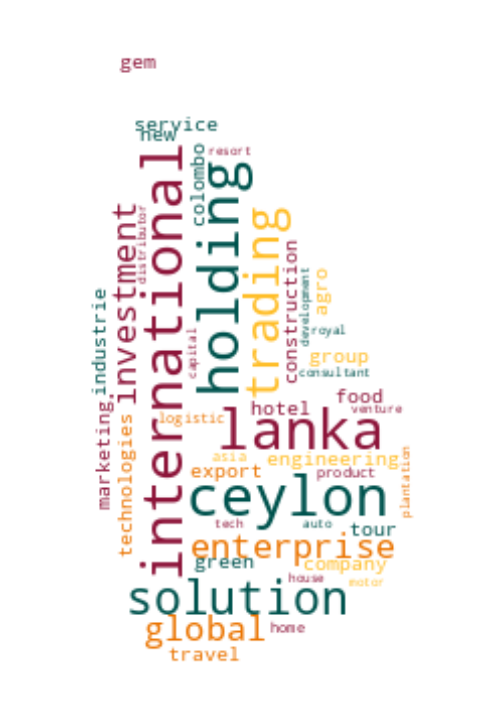 gem
service
new
resort
colombo
international
holding
trading
investment
distributor
construction
development
agro
industrie
royal
capital
group
consultant
food
venture
hotel
marketing
logistic
lanka
technologies
asia
engineering
export
product
plantation
ceylon
tech
auto
tour
enterprise
green
company
house
motor
solution
global
home
travel